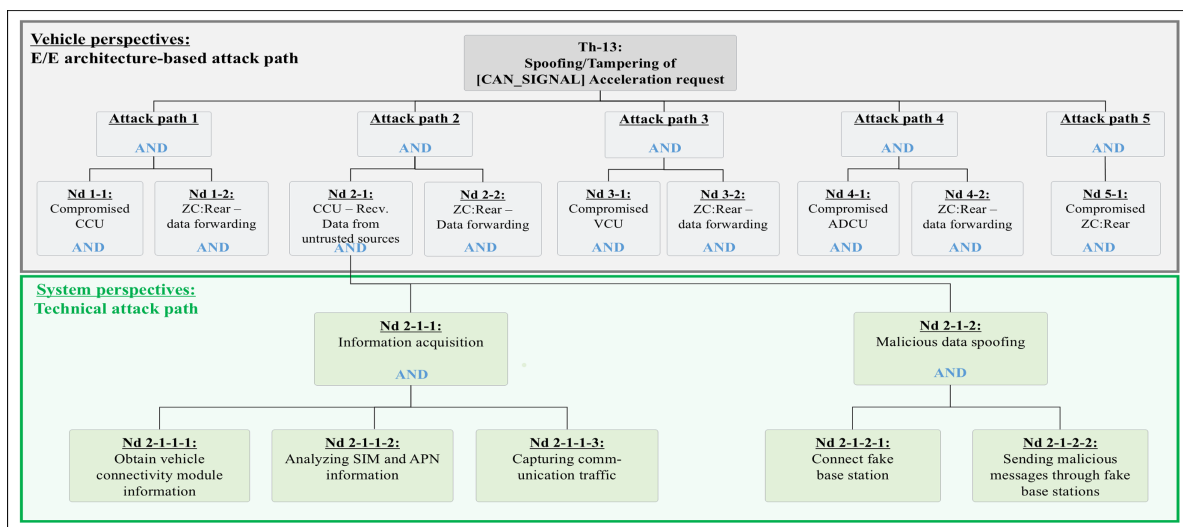 Vehicle perspectives:
E/E architecture-based attack path
Th-13:
Spoofing/Tampering of
[CAN_SIGNAL] Acceleration request
Attack path 1
AND
Attack path 2
AND
Attack path 3
AND
Attack path 4
AND
Attack path 5
AND
Nd 1-1:
Compromised
CCU
AND
Nd 1-2:
ZC:Rear –
data forwarding
AND
Nd 2-1:
CCU – Recv.
Data from
untrusted sources
AND
Nd 2-2:
ZC:Rear –
Data forwarding
AND
Nd 3-1:
Compromised
VCU
AND
Nd 3-2:
ZC:Rear –
data forwarding
AND
Nd 4-1:
Compromised
ADCU
AND
Nd 4-2:
ZC:Rear –
data forwarding
AND
Nd 5-1:
Compromised
ZC:Rear
AND
System perspectives:
Technical attack path
Nd 2-1-1:
Information acquisition
AND
Nd 2-1-2:
Malicious data spoofing
AND
Nd 2-1-1-1:
Obtain vehicle
connectivity module
information
Nd 2-1-1-2:
Analyzing SIM and APN
information
Nd 2-1-1-3:
Capturing comm-
unication traffic
Nd 2-1-2-1:
Connect fake
base station
Nd 2-1-2-2:
Sending malicious
messages through fake
base stations